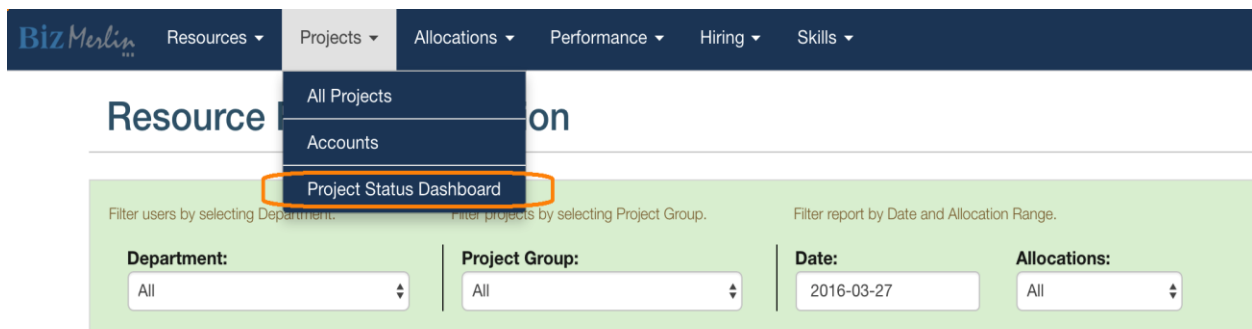 BizMerlin Resources Projects Allocations Performance Hiring Skills
All Projects
Resource on
Accounts
Project Status Dashboard
Filter users by selecting Department. Filter projects by selecting Project Group. Filter report by Date and Allocation Range.
Department: Project Group: Date: Allocations:
All All 2016-03-27 All